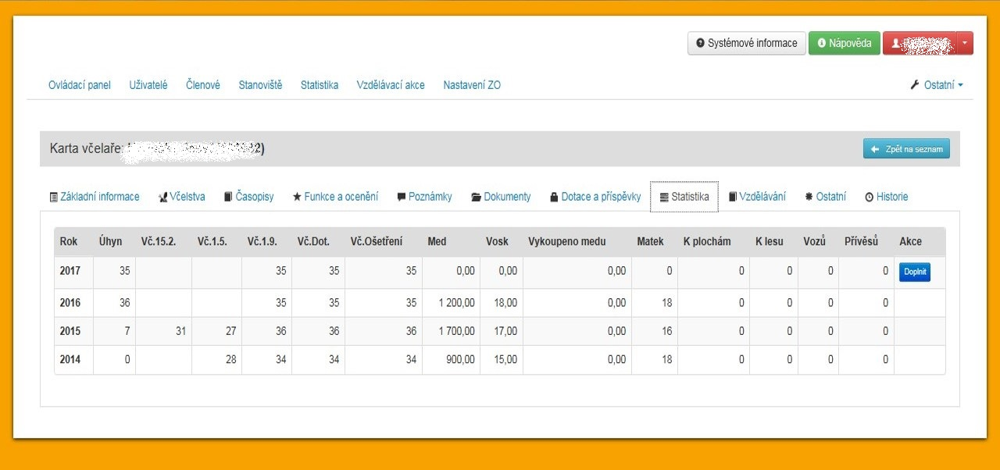 Systémové informace Nápověda
Ovládací panel Uživatelé Členové Stanoviště Statistika Vzdělávací akce Nastavení ZO Ostatní
Karta včelaře: 2) Zpět na seznam
Základní informace Včelstva Časopisy Funkce a ocenění Poznámky Dokumenty Dotace a příspěvky Statistika Vzdělávání Ostatní Historie
Rok Úhyn Vč.15.2. Vč.1.5. Vč.1.9. Vč.Dot. Vč.Ošetření Med Vosk Vykoupeno medu Matek K plochám K lesu Vozů Přívěsů Akce
2017 35 35 35 35 0,00 0,00 0,00 0 0 0 0 0 Doplnit
2016 36 35 35 35 1 200,00 18,00 0,00 18 0 0 0 0
2015 7 31 27 36 36 36 1 700,00 17,00 0,00 16 0 0 0 0
2014 0 28 34 34 34 900,00 15,00 0,00 18 0 0 0 0